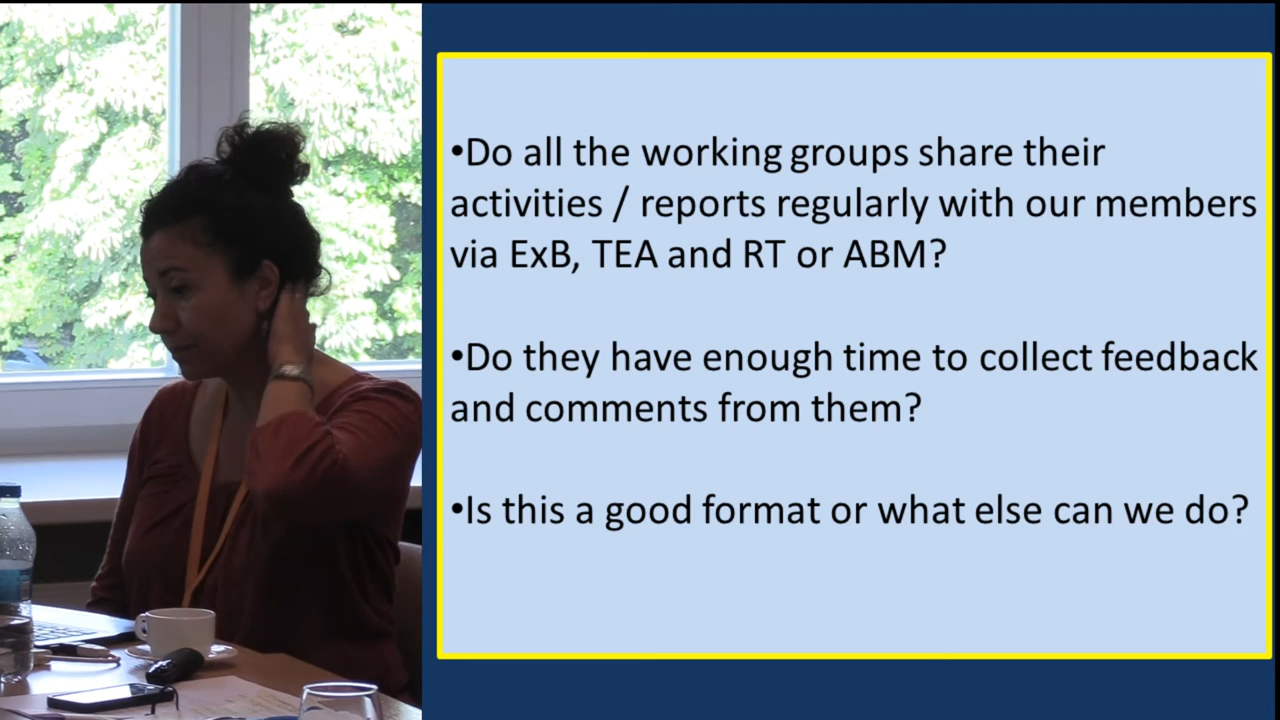 •Do all the working groups share their
activities / reports regularly with our members
via ExB, TEA and RT or ABM?
•Do they have enough time to collect feedback
and comments from them?
•Is this a good format or what else can we do?